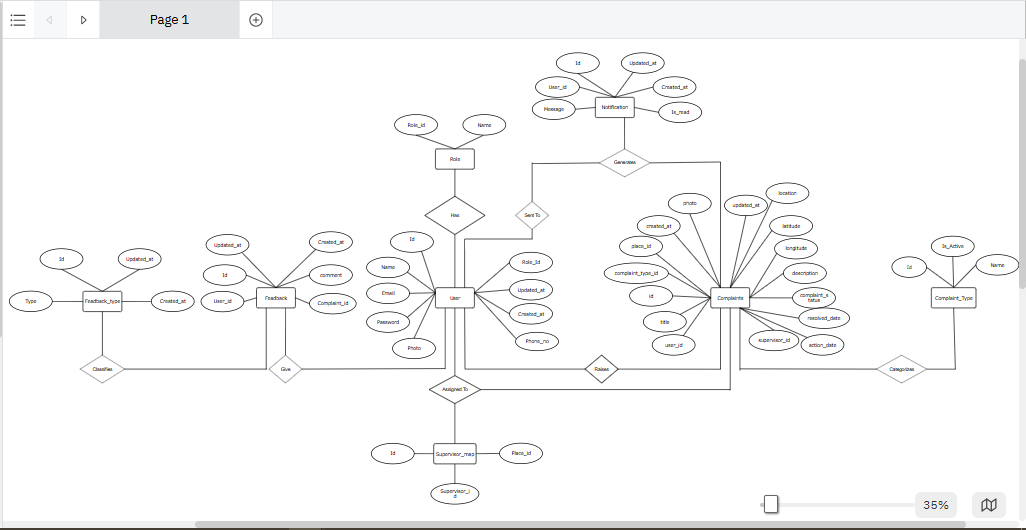 Page 1
Id
Updated_at
User_id
Created_at
Message
Notification
Is_read
Role_id
Name
Role
Generates
Has
Sent To
location
photo
updated_at
created_at
latitude
place_id
longitude
complaint_type_id
description
id
Complaints
complaint_s
tatus
title
resolved_date
user_id
supervisor_id
action_date
Is_Active
Id
Name
Complaint_Type
Id
Updated_at
Type
Feedback_type
Created_at
Updated_at
Created_at
Id
comment
User_id
Feedback
Complaint_id
Id
Name
Role_Id
Email
User
Updated_at
Password
Created_at
Photo
Phone_no
Classifies
Give
Raises
Categorizes
Assigned To
Id
Supervisor_map
Place_id
Supervisor_i
d
35%